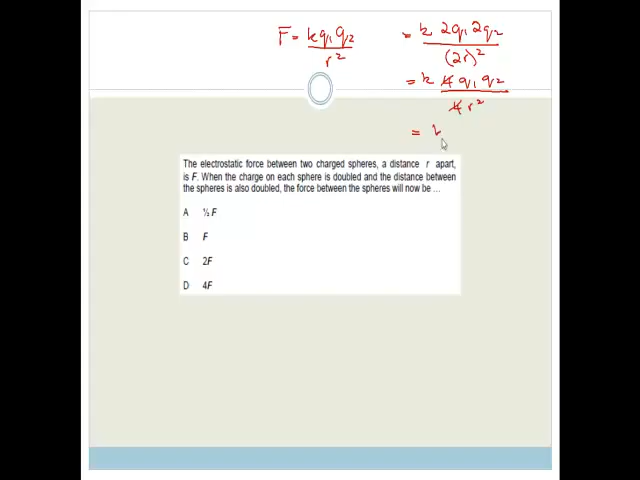 F = kq₁q₂ / r²
= k 2q₁ 2q₂ / (2r)²
= k 4q₁q₂ / 4r²
= k
The electrostatic force between two charged spheres, a distance r apart,
is F. When the charge on each sphere is doubled and the distance between
the spheres is also doubled, the force between the spheres will now be ...
A ½ F
B F
C 2F
D 4F